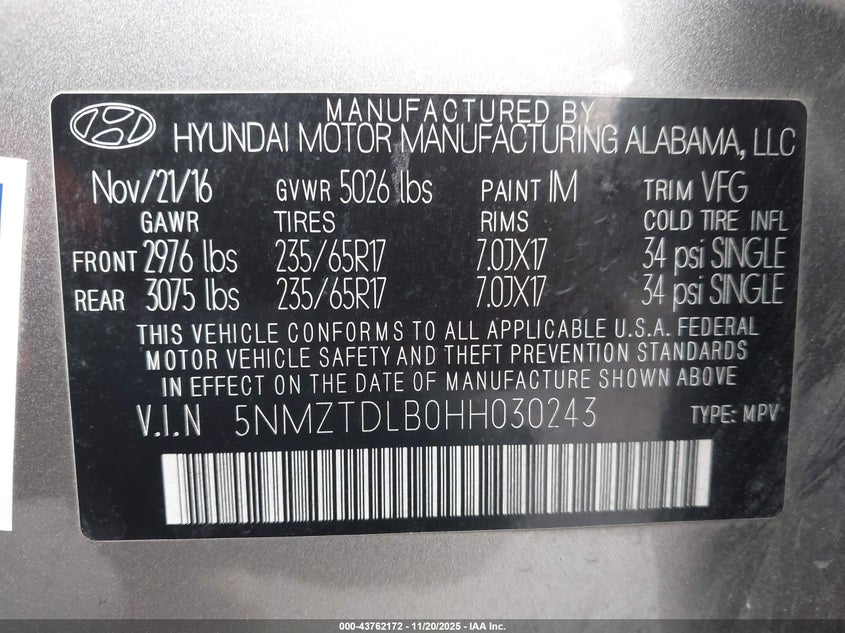 MANUFACTURED BY
HYUNDAI MOTOR MANUFACTURING ALABAMA, LLC
Nov/21/16 GVWR 5026 lbs PAINT IM TRIM VFG
GAWR TIRES RIMS COLD TIRE INFL
FRONT 2976 lbs 235/65R17 7.0JX17 34 psi SINGLE
REAR 3075 lbs 235/65R17 7.0JX17 34 psi SINGLE
THIS VEHICLE CONFORMS TO ALL APPLICABLE U.S.A. FEDERAL
MOTOR VEHICLE SAFETY AND THEFT PREVENTION STANDARDS
IN EFFECT ON THE DATE OF MANUFACTURE SHOWN ABOVE
V.I.N 5NMZTDLB0HH030243 TYPE: MPV
000-43762172 - 11/20/2025 - IAA Inc.